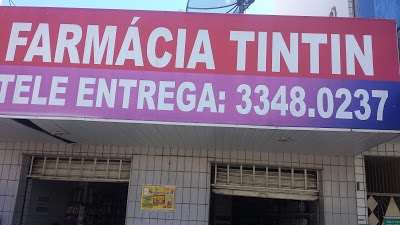 FARMÁCIA TINTIN
TELE ENTREGA: 3348.0237